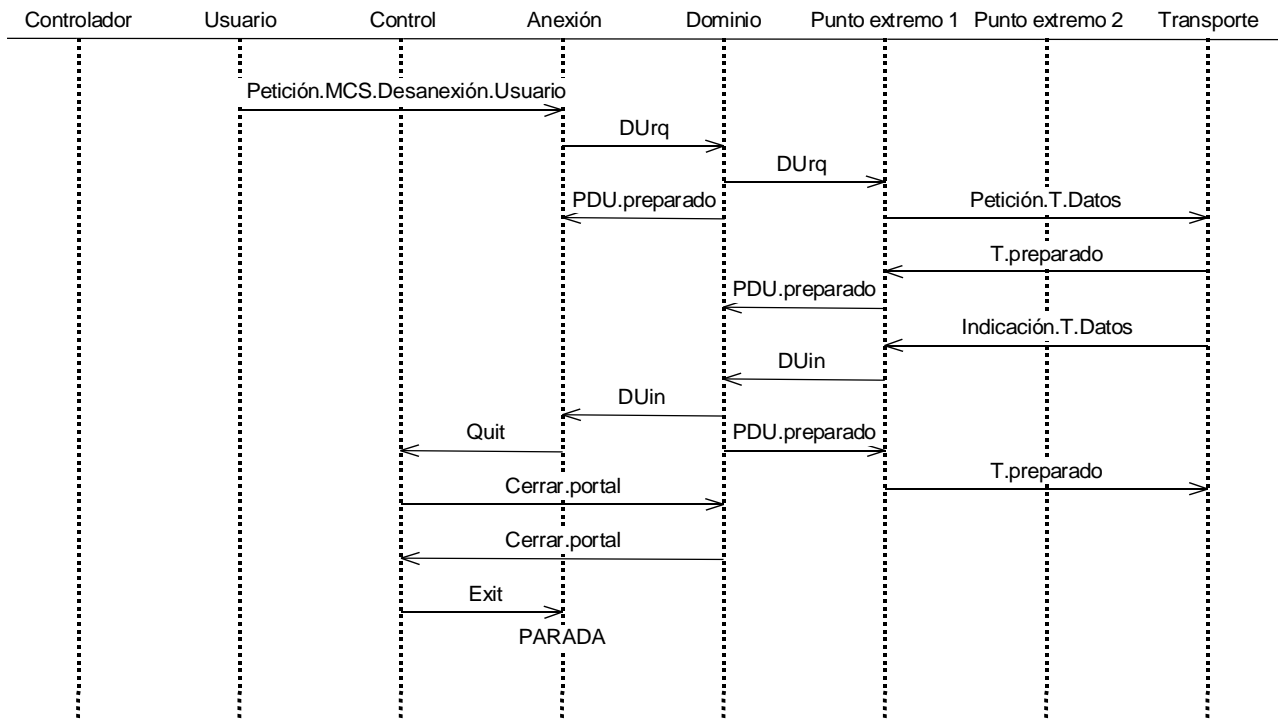 Controlador Usuario Control Anexión Dominio Punto extremo 1 Punto extremo 2 Transporte
Petición.MCS.Desanexión.Usuario
DUrq
DUrq
PDU.preparado Petición.T.Datos
T.preparado
PDU.preparado
Indicación.T.Datos
DUin
DUin
Quit PDU.preparado
T.preparado
Cerrar.portal
Cerrar.portal
Exit
PARADA